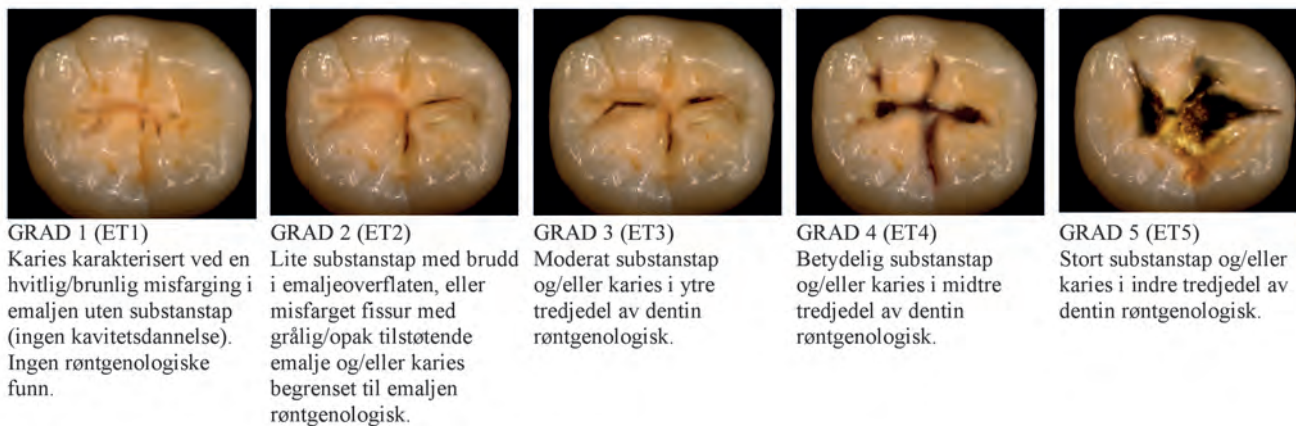 GRAD 1 (ET1)
Karies karakterisert ved en
hvitlig/brunlig misfarging i
emaljen uten substanstap
(ingen kavitetsdannelse).
Ingen røntgenologiske
funn.
GRAD 2 (ET2)
Lite substanstap med brudd
i emaljeoverflaten, eller
misfarget fissur med
grålig/opak tilstøtende
emalje og/eller karies
begrenset til emaljen
røntgenologisk.
GRAD 3 (ET3)
Moderat substanstap
og/eller karies i ytre
tredjedel av dentin
røntgenologisk.
GRAD 4 (ET4)
Betydelig substanstap
og/eller karies i midtre
tredjedel av dentin
røntgenologisk.
GRAD 5 (ET5)
Stort substanstap og/eller
karies i indre tredjedel av
dentin røntgenologisk.